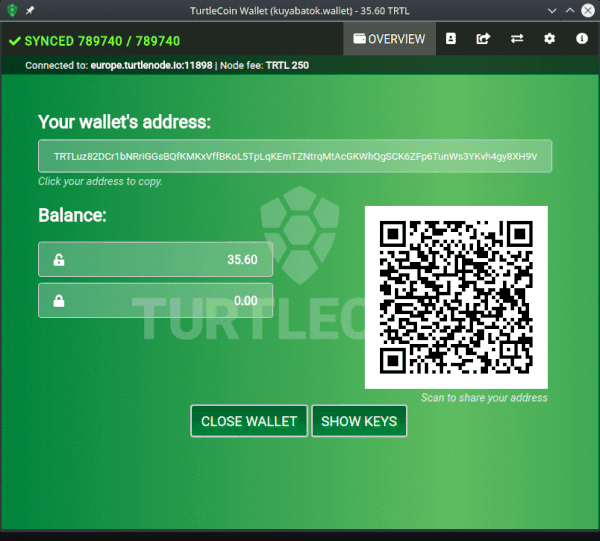 TurtleCoin Wallet (kuyabatok.wallet) - 35.60 TRTL
SYNCED 789740 / 789740
OVERVIEW
Connected to: europe.turtlenode.io:11898 | Node fee: TRTL 250
Your wallet's address:
TRTLuz82DCr1bNRriGGsBQfKMKxVffBKoL5TpLqKEmTZNtrqMtAcGKWhQgSCK6ZFp6TunWs3YKvh4gy8XH9V
Click your address to copy.
Balance:
35.60
0.00
TURTLEC
Scan to share your address
CLOSE WALLET
SHOW KEYS